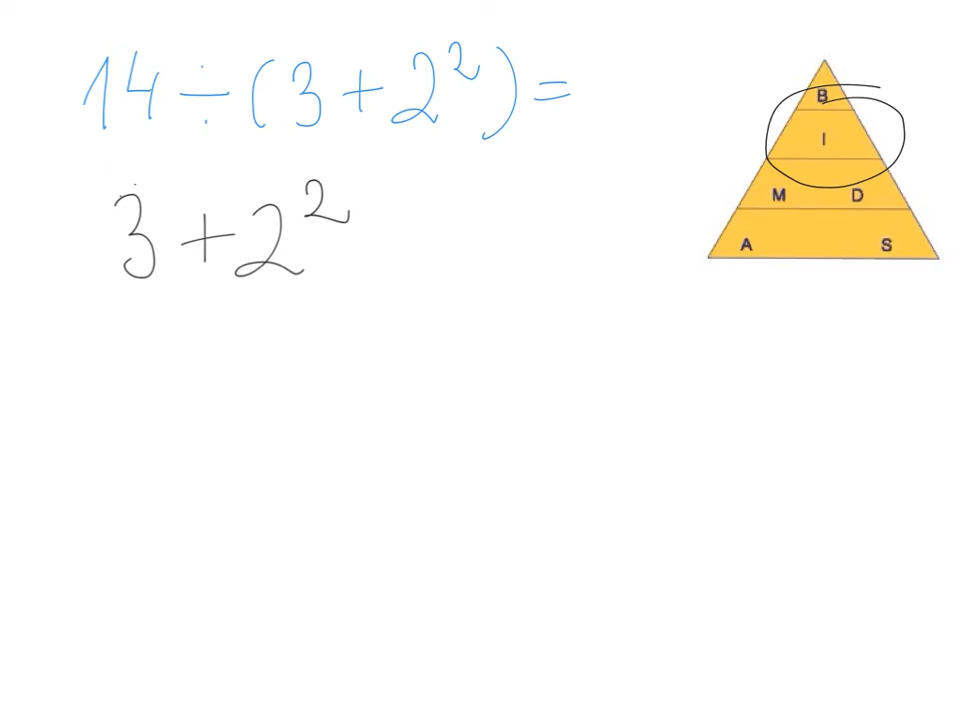 14 ÷ (3 + 2²) =
3 + 2²
B
I
M D
A S